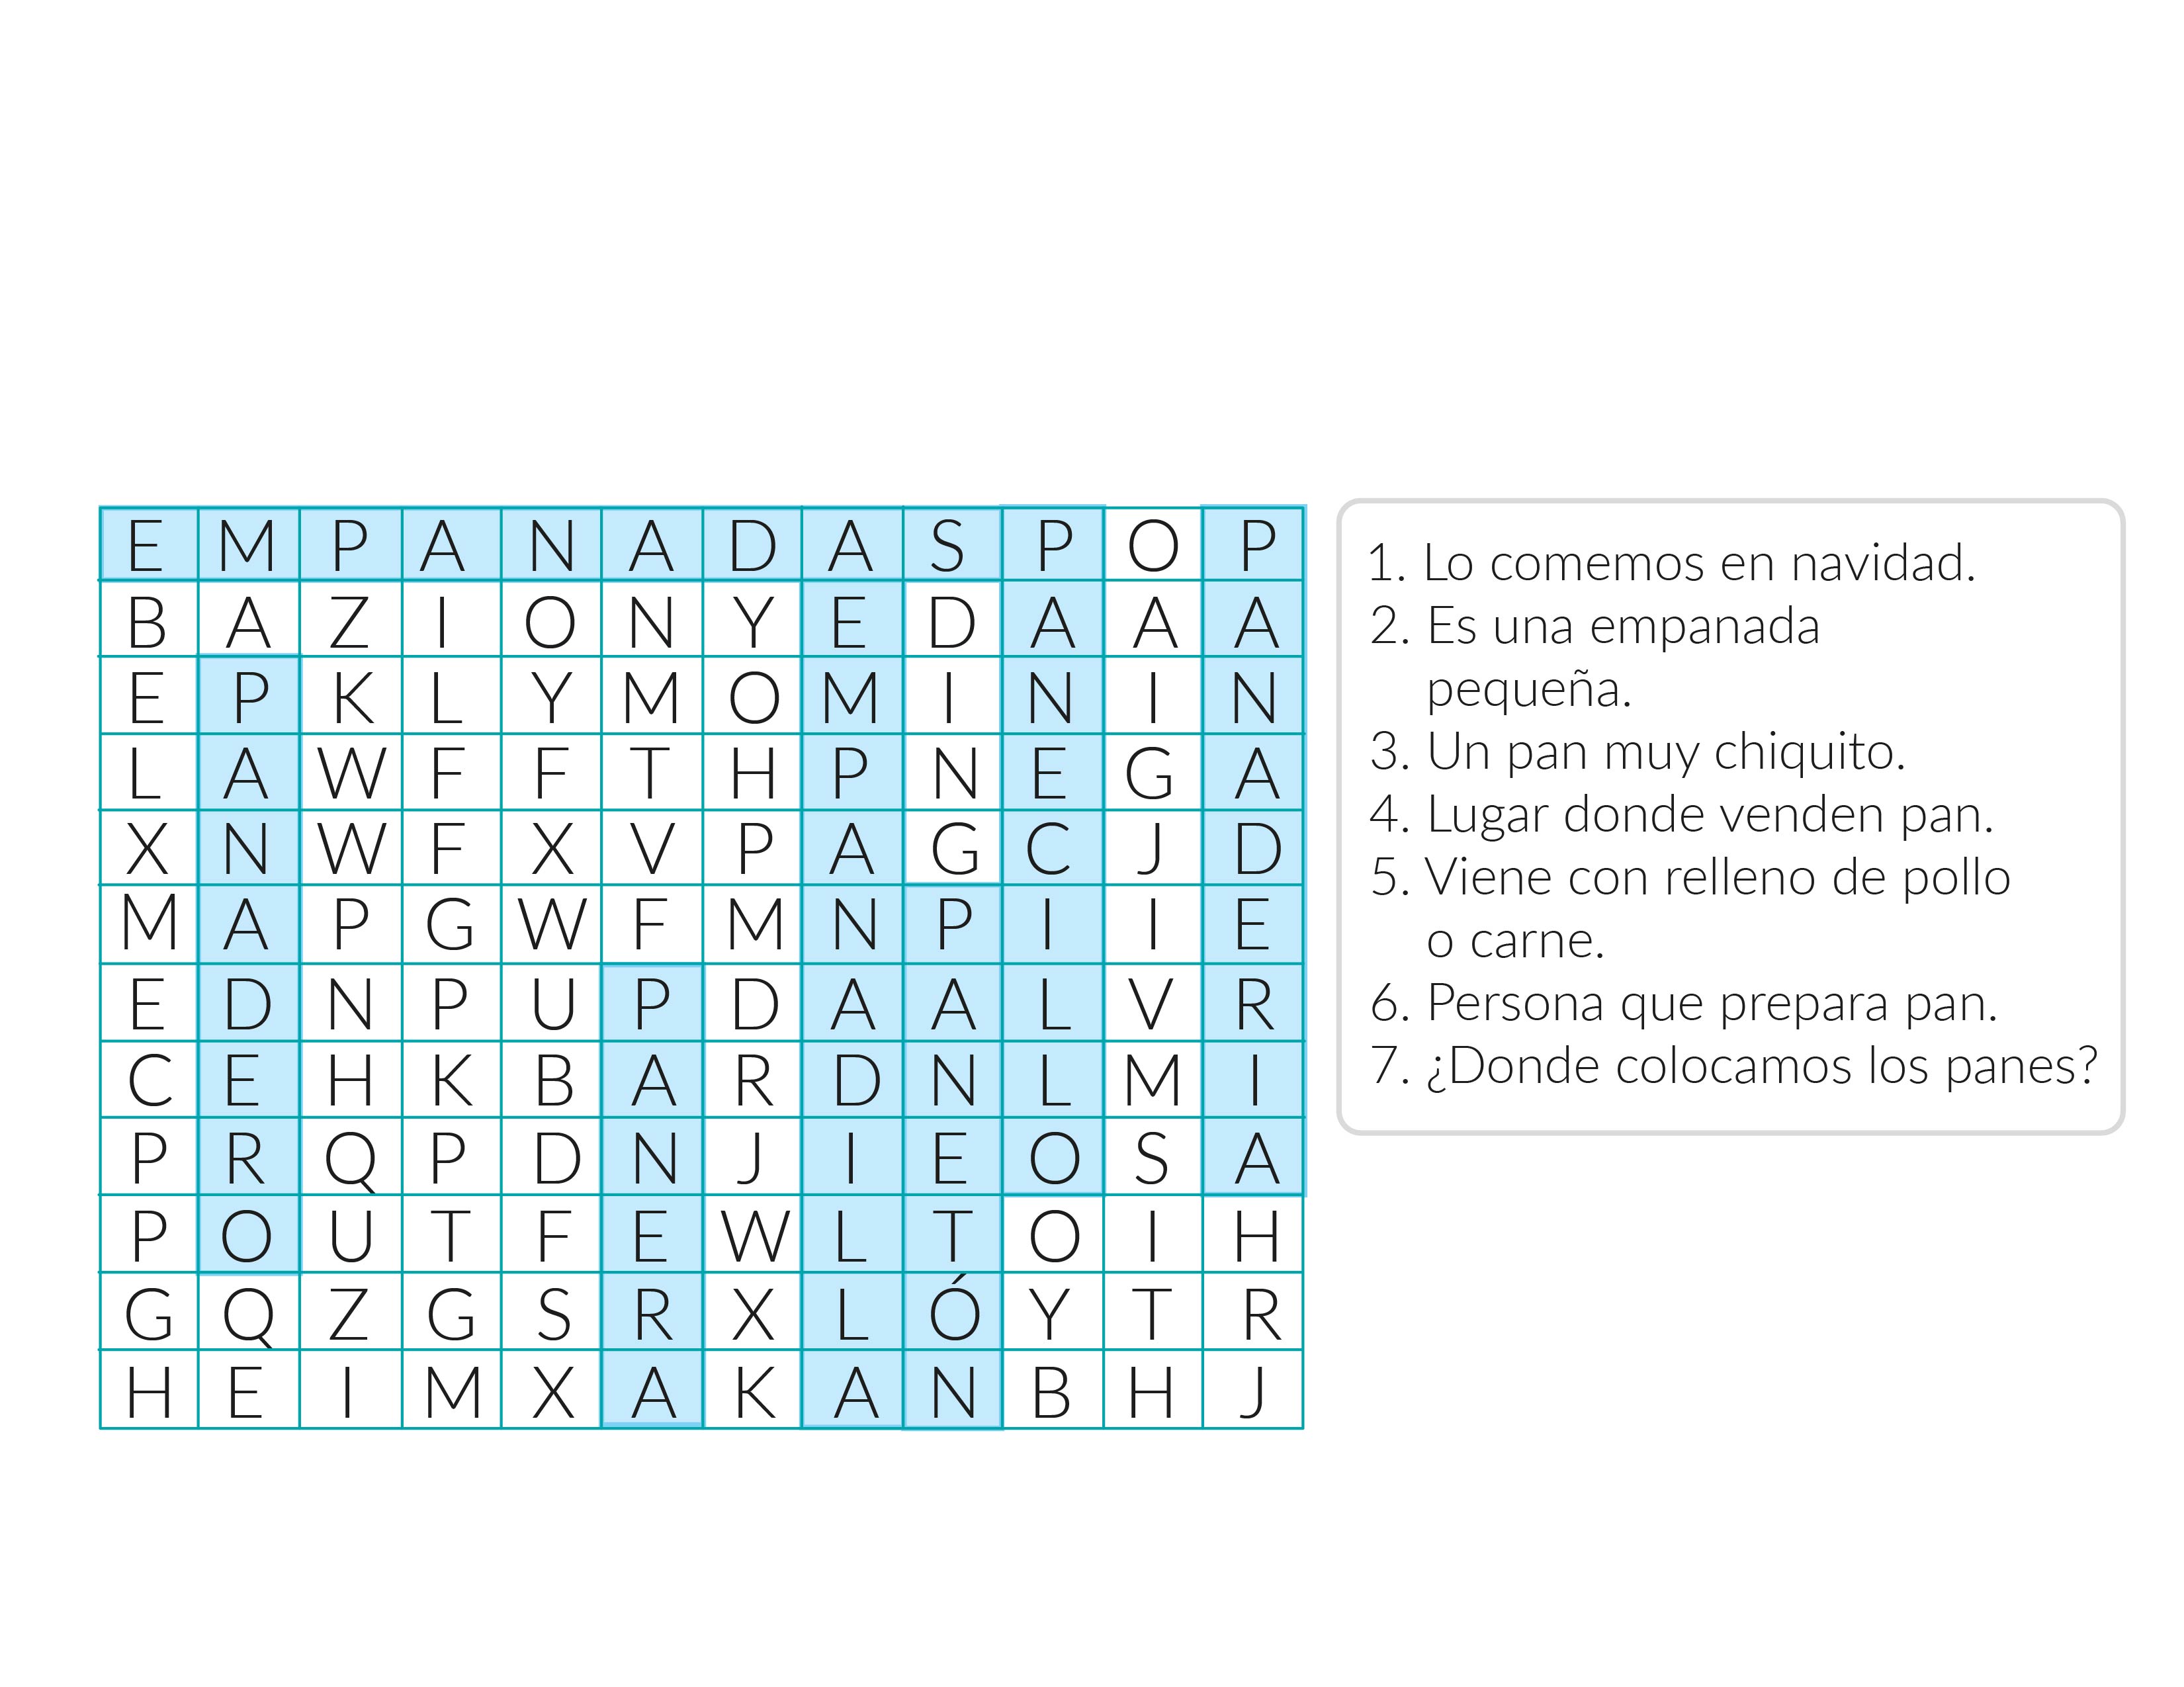 E M P A N A D A S P O P
B A Z I O N Y E D A A A
E P K L Y M O M I N I N
L A W F F T H P N E G A
X N W F X V P A G C J D
M A P G W F M N P I I E
E D N P U P D A A L V R
C E H K B A R D N L M I
P R Q P D N J I E O S A
P O U T F E W L T O I H
G Q Z G S R X L Ó Y T R
H E I M X A K A N B H J
1. Lo comemos en navidad.
2. Es una empanada
pequeña.
3. Un pan muy chiquito.
4. Lugar donde venden pan.
5. Viene con relleno de pollo
o carne.
6. Persona que prepara pan.
7. ¿Donde colocamos los panes?